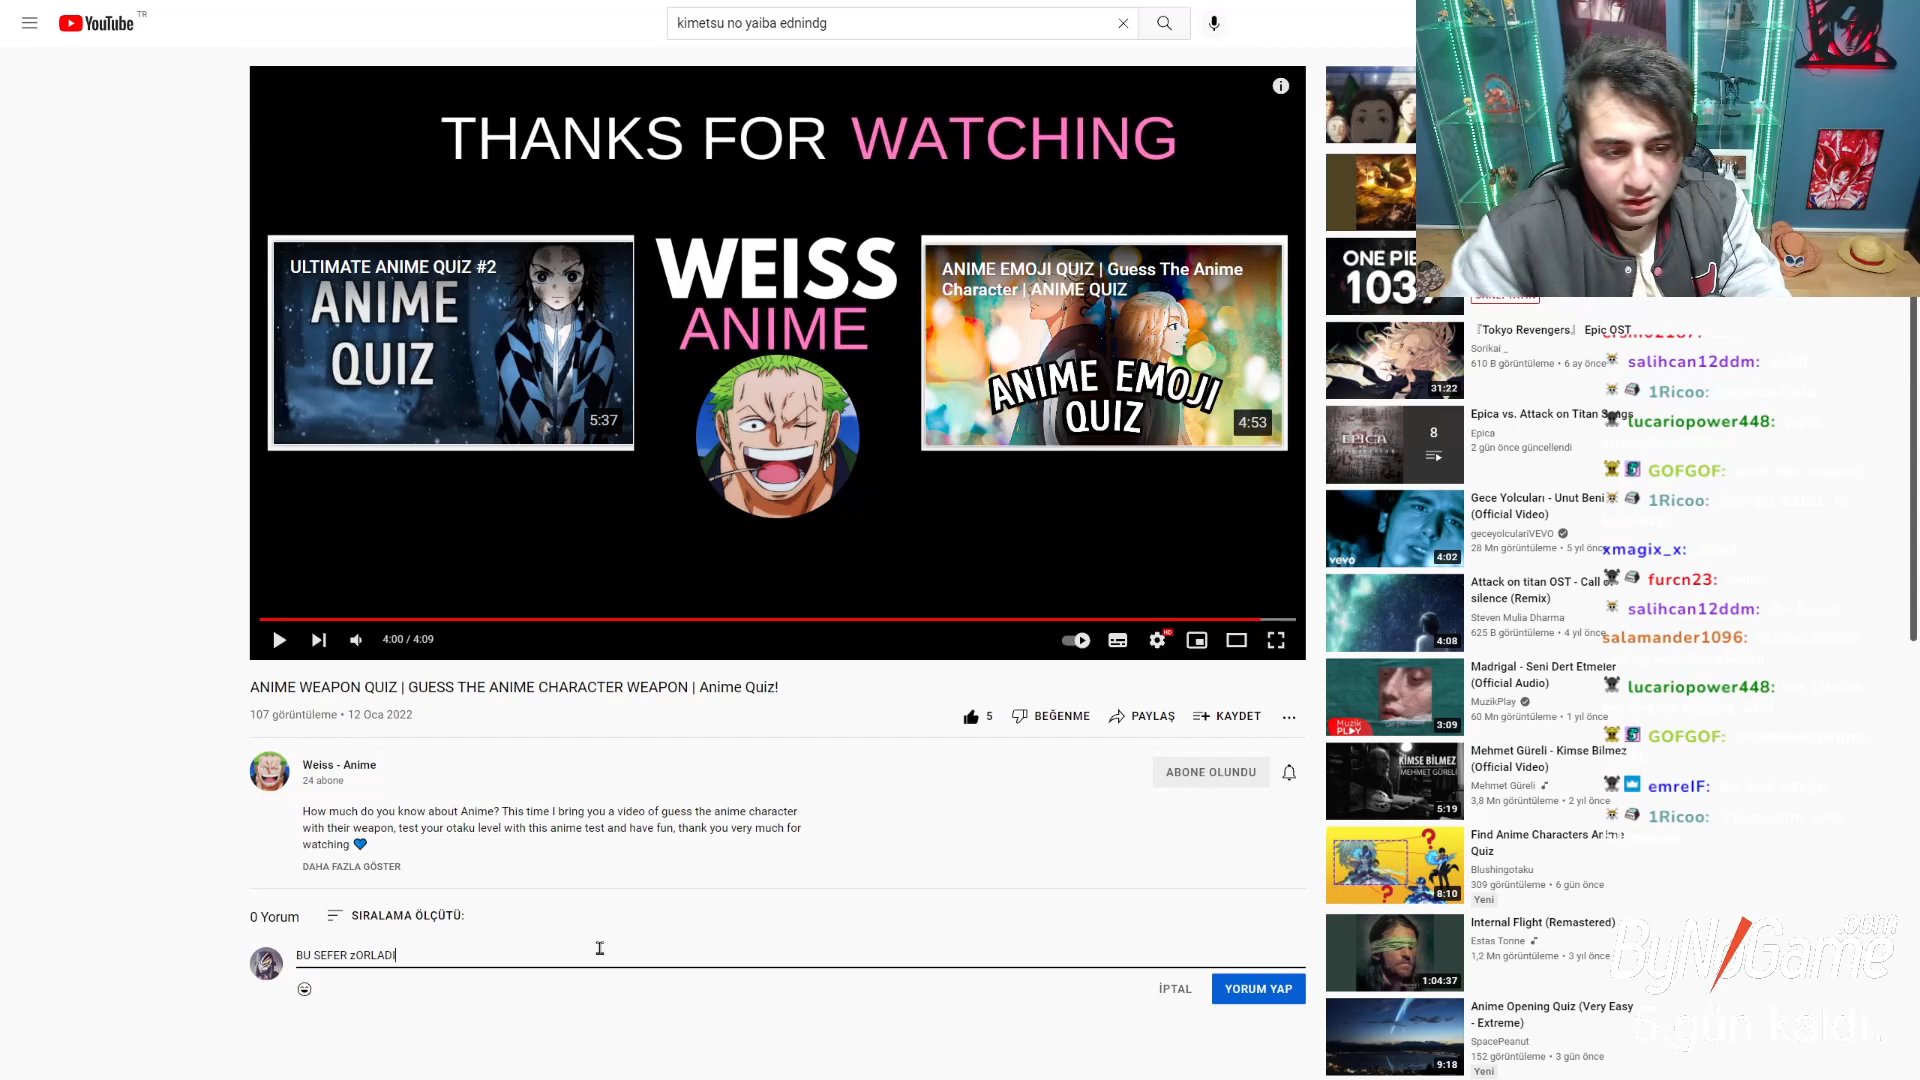 YouTube TR
kimetsu no yaiba ednindg
THANKS FOR WATCHING
ULTIMATE ANIME QUIZ #2
ANIME
QUIZ
5:37
WEISS
ANIME
ANIME EMOJI QUIZ | Guess The Anime
Character | ANIME QUIZ
ANIME EMOJI
QUIZ
4:53
4:00 / 4:09
HD
ANIME WEAPON QUIZ | GUESS THE ANIME CHARACTER WEAPON | Anime Quiz!
107 görüntüleme • 12 Oca 2022
5
BEĞENME
PAYLAŞ
KAYDET
Weiss - Anime
24 abone
ABONE OLUNDU
How much do you know about Anime? This time I bring you a video of guess the anime character
with their weapon, test your otaku level with this anime test and have fun, thank you very much for
watching 💙
DAHA FAZLA GÖSTER
0 Yorum
SIRALAMA ÖLÇÜTÜ:
BU SEFER zORLADI
İPTAL
YORUM YAP
ONE PIE
103
『Tokyo Revengers』 Epic OST
Sorikai _
610 B görüntüleme • 6 ay önce
31:22
Epica vs. Attack on Titan Songs
Epica
2 gün önce güncellendi
EPICA
8
Gece Yolcuları - Unut Beni
(Official Video)
geceyolculariVEVO
28 Mn görüntüleme • 5 yıl önce
vevo
4:02
Attack on titan OST - Call o
silence (Remix)
Steven Mulia Dharma
625 B görüntüleme • 4 yıl önce
4:08
Madrigal - Seni Dert Etmeler
(Official Audio)
MuzikPlay
60 Mn görüntüleme • 1 yıl önce
Muzik
PLAY
3:09
Mehmet Güreli - Kimse Bilmez
(Official Video)
Mehmet Güreli
3,8 Mn görüntüleme • 2 yıl önce
KİMSE BİLMEZ
MEHMET GÜRELİ
5:19
Find Anime Characters Anime
Quiz
Blushingotaku
309 görüntüleme • 6 gün önce
Yeni
8:10
Internal Flight (Remastered)
Estas Tonne
1,2 Mn görüntüleme • 3 yıl önce
1:04:37
Anime Opening Quiz (Very Easy
- Extreme)
SpacePeanut
152 görüntüleme • 3 gün önce
Yeni
9:18
salihcan12ddm:
1Ricoo:
lucariopower448:
GOFGOF:
1Ricoo:
xmagix_x:
furcn23:
salihcan12ddm:
salamander1096:
lucariopower448:
GOFGOF:
emrelF:
1Ricoo:
ByNoGame
.com
5 gün kaldı.